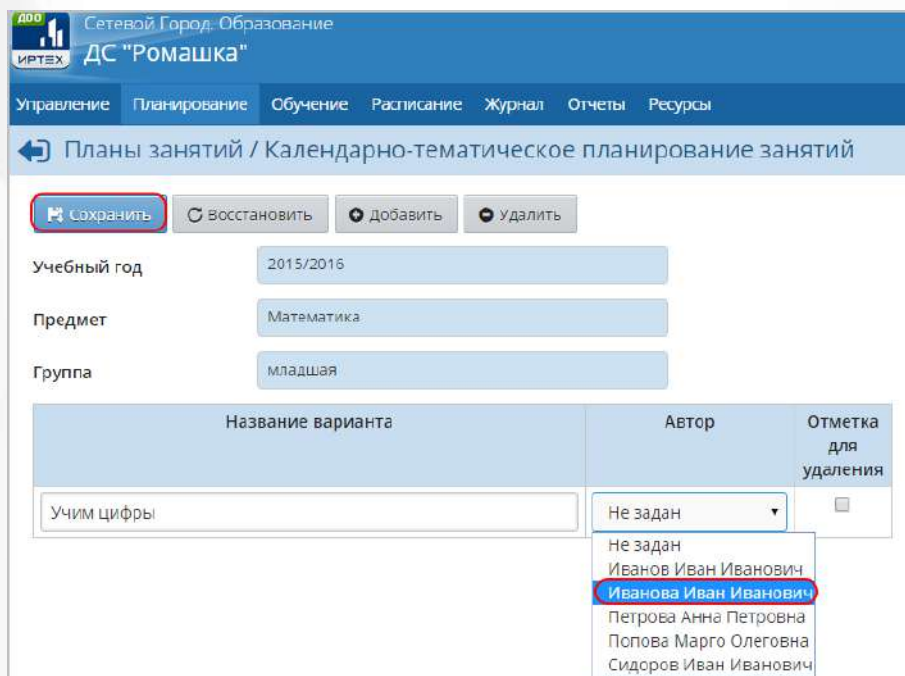 ДОО
ИРТЕХ
Сетевой Город. Образование
ДС "Ромашка"
Управление Планирование Обучение Расписание Журнал Отчеты Ресурсы
Планы занятий / Календарно-тематическое планирование занятий
Сохранить Восстановить Добавить Удалить
Учебный год 2015/2016
Предмет Математика
Группа младшая
Название варианта Автор Отметка для удаления
Учим цифры Не задан
Не задан
Иванов Иван Иванович
Иванова Иван Иванович
Петрова Анна Петровна
Попова Марго Олеговна
Сидоров Иван Иванович